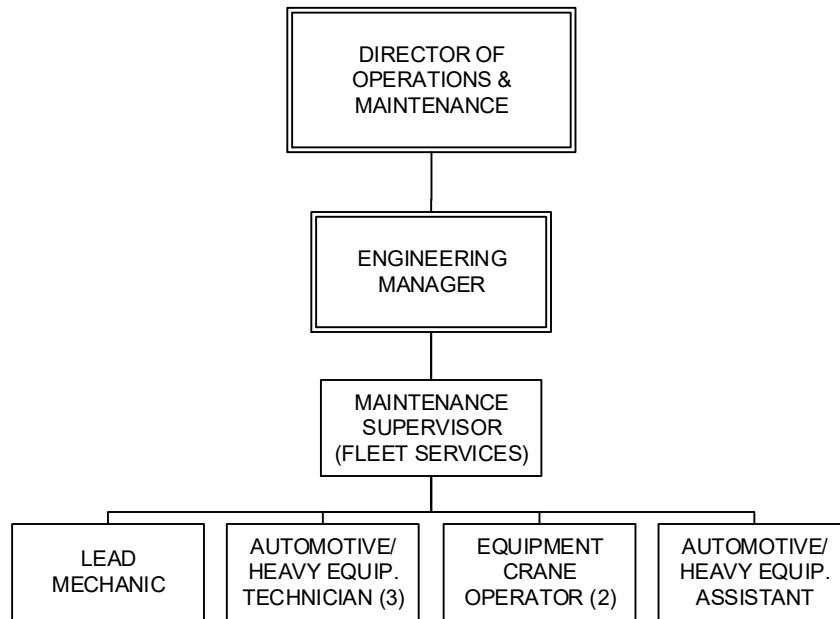 DIRECTOR OF
OPERATIONS &
MAINTENANCE
ENGINEERING
MANAGER
MAINTENANCE
SUPERVISOR
(FLEET SERVICES)
LEAD
MECHANIC
AUTOMOTIVE/
HEAVY EQUIP.
TECHNICIAN (3)
EQUIPMENT
CRANE
OPERATOR (2)
AUTOMOTIVE/
HEAVY EQUIP.
ASSISTANT